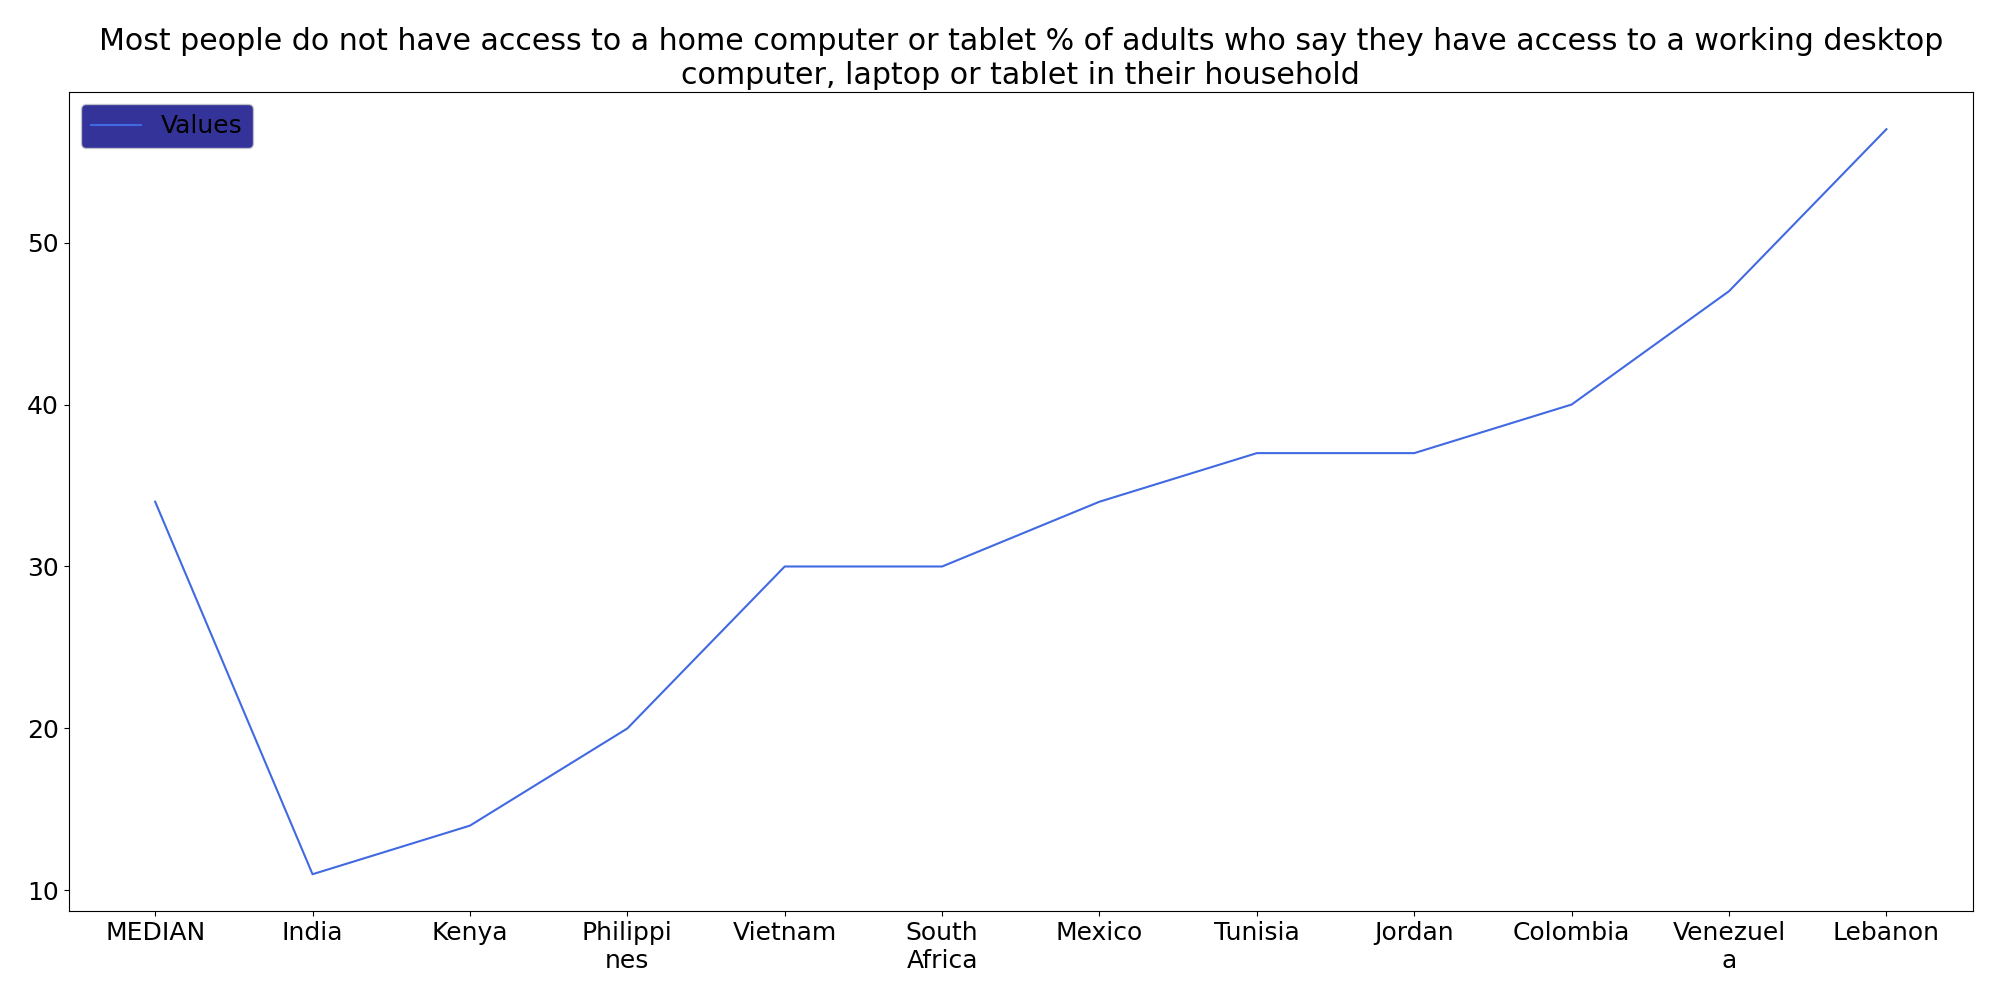 Most people do not have access to a home computer or tablet % of adults who say they have access to a working desktop
computer, laptop or tablet in their household
Values
50
40
30
20
10
MEDIAN
India
Kenya
Philippi
nes
Vietnam
South
Africa
Mexico
Tunisia
Jordan
Colombia
Venezuel
a
Lebanon